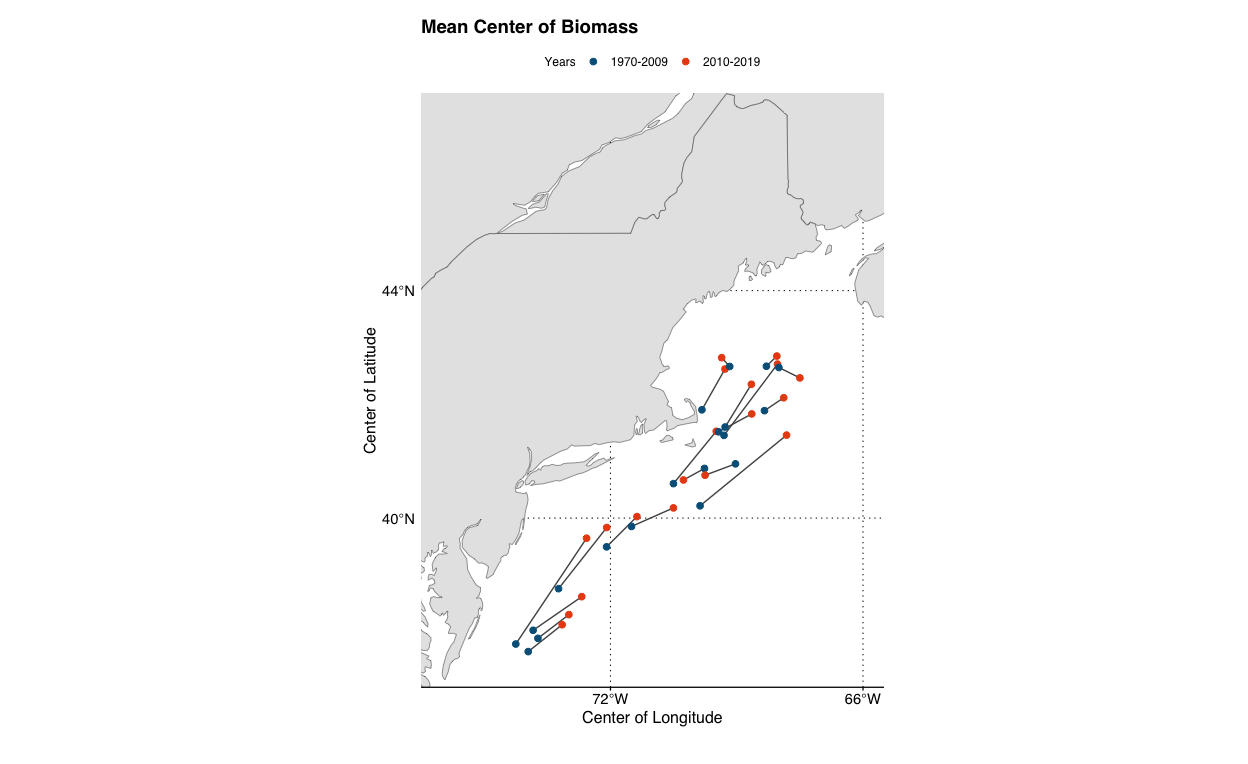 Mean Center of Biomass
Years 1970-2009 2010-2019
44°N
Center of Latitude
40°N
72°W 66°W
Center of Longitude